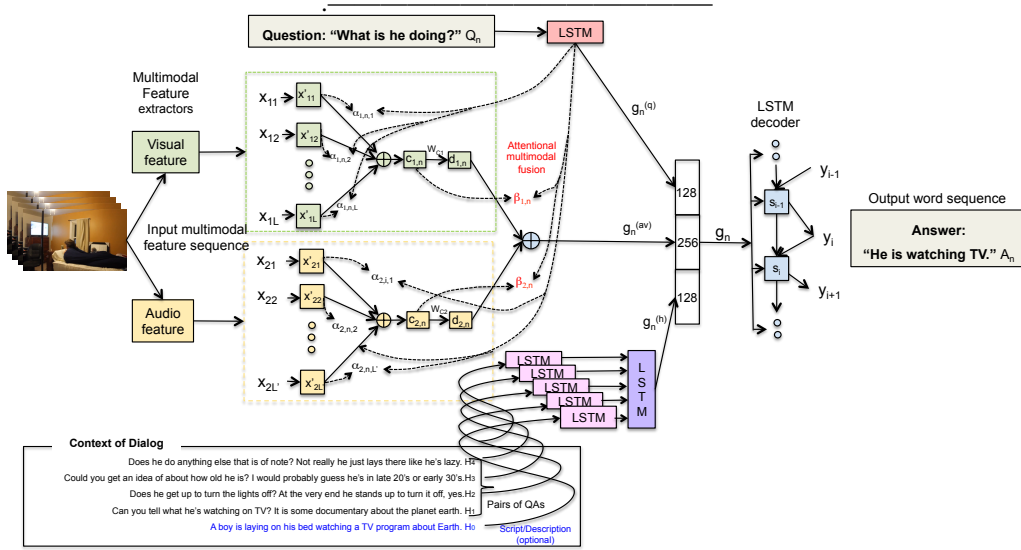 Question: “What is he doing?” Qn
LSTM
Multimodal
Feature
extractors
Visual
feature
Input multimodal
feature sequence
Audio
feature
x11
x'11
αi,n,1
x12
x'12
αi,n,2
x1L
x'1L
αi,n,L
c1,n
WC1
d1,n
Attentional
multimodal
fusion
β1,n
x21
x'21
α2,i,1
x22
x'22
α2,n,2
x2L'
x'2L'
α2,n,L'
c2,n
WC2
d2,n
β2,n
gn(q)
gn(av)
gn(h)
128
256
128
gn
LSTM
decoder
si-1
si
yi-1
yi
yi+1
Output word sequence
Answer:
“He is watching TV.” An
LSTM
LSTM
LSTM
LSTM
LSTM
L
S
T
M
Context of Dialog
Does he do anything else that is of note? Not really he just lays there like he's lazy. H4
Could you get an idea of about how old he is? I would probably guess he's in late 20's or early 30's.H3
Does he get up to turn the lights off? At the very end he stands up to turn it off, yes.H2
Can you tell what he's watching on TV? It is some documentary about the planet earth. H1
A boy is laying on his bed watching a TV program about Earth. H0
Pairs of QAs
Script/Description
(optional)